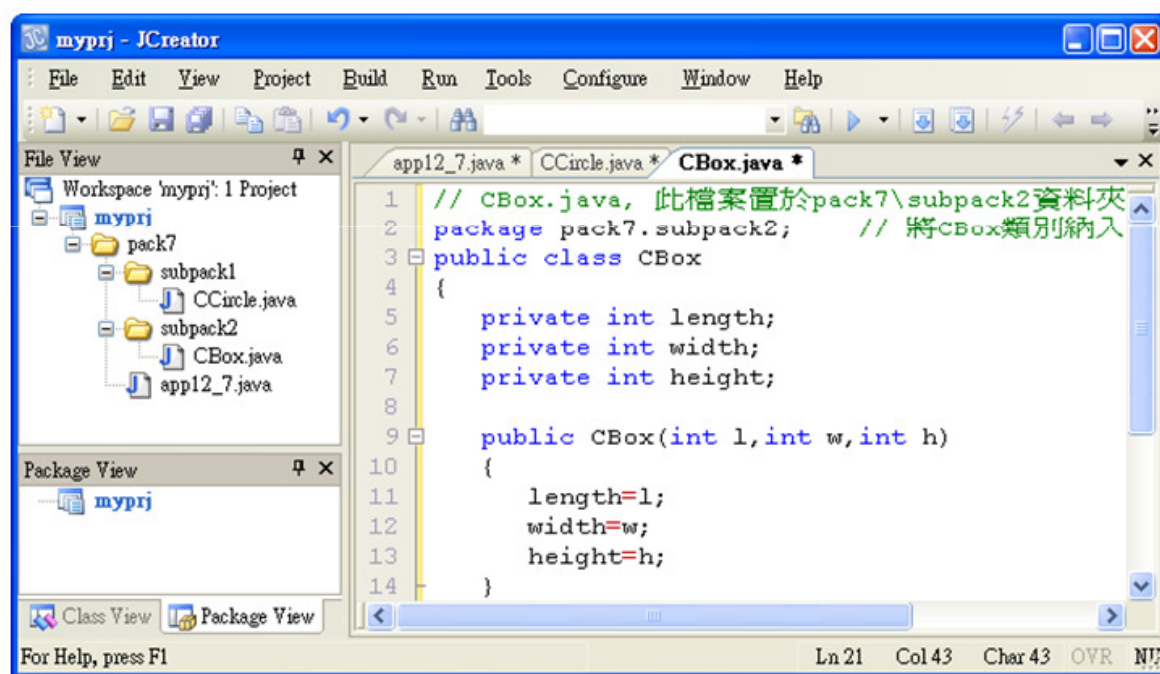 myprj - JCreator
File Edit View Project Build Run Tools Configure Window Help
File View
Workspace 'myprj': 1 Project
myprj
pack7
subpack1
CCircle.java
subpack2
CBox.java
app12_7.java
Package View
myprj
Class View Package View
app12_7.java * CCircle.java * CBox.java *
1 // CBox.java, 此檔案置於pack7\subpack2資料夾
2 package pack7.subpack2; // 將CBox類別納入
3 public class CBox
4 {
5 private int length;
6 private int width;
7 private int height;
8
9 public CBox(int l,int w,int h)
10 {
11 length=l;
12 width=w;
13 height=h;
14 }
For Help, press F1 Ln 21 Col 43 Char 43 OVR